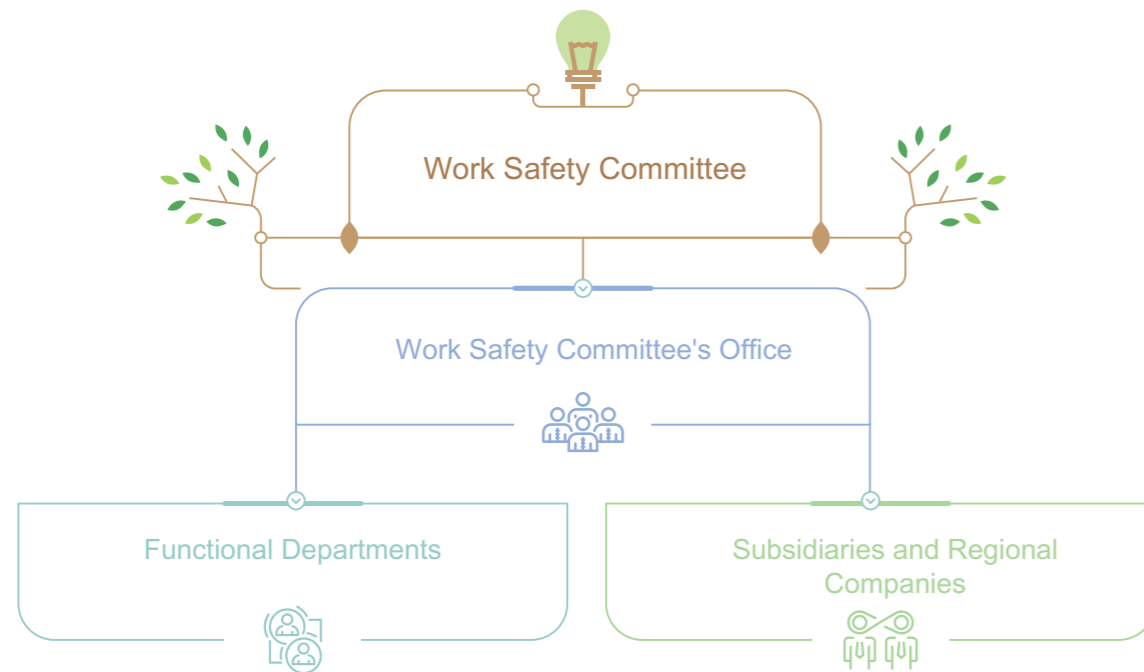 Work Safety Committee
Work Safety Committee's Office
Functional Departments
Subsidiaries and Regional
Companies